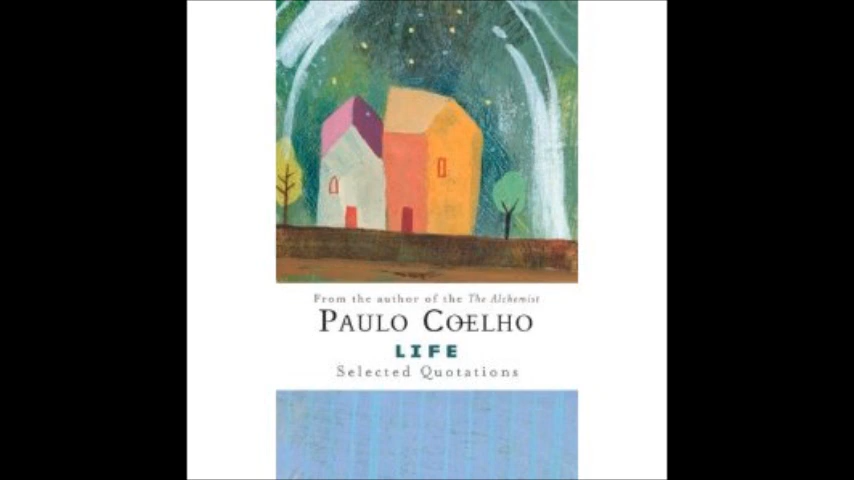 From the author of the The Alchemist
PAULO COELHO
LIFE
Selected Quotations